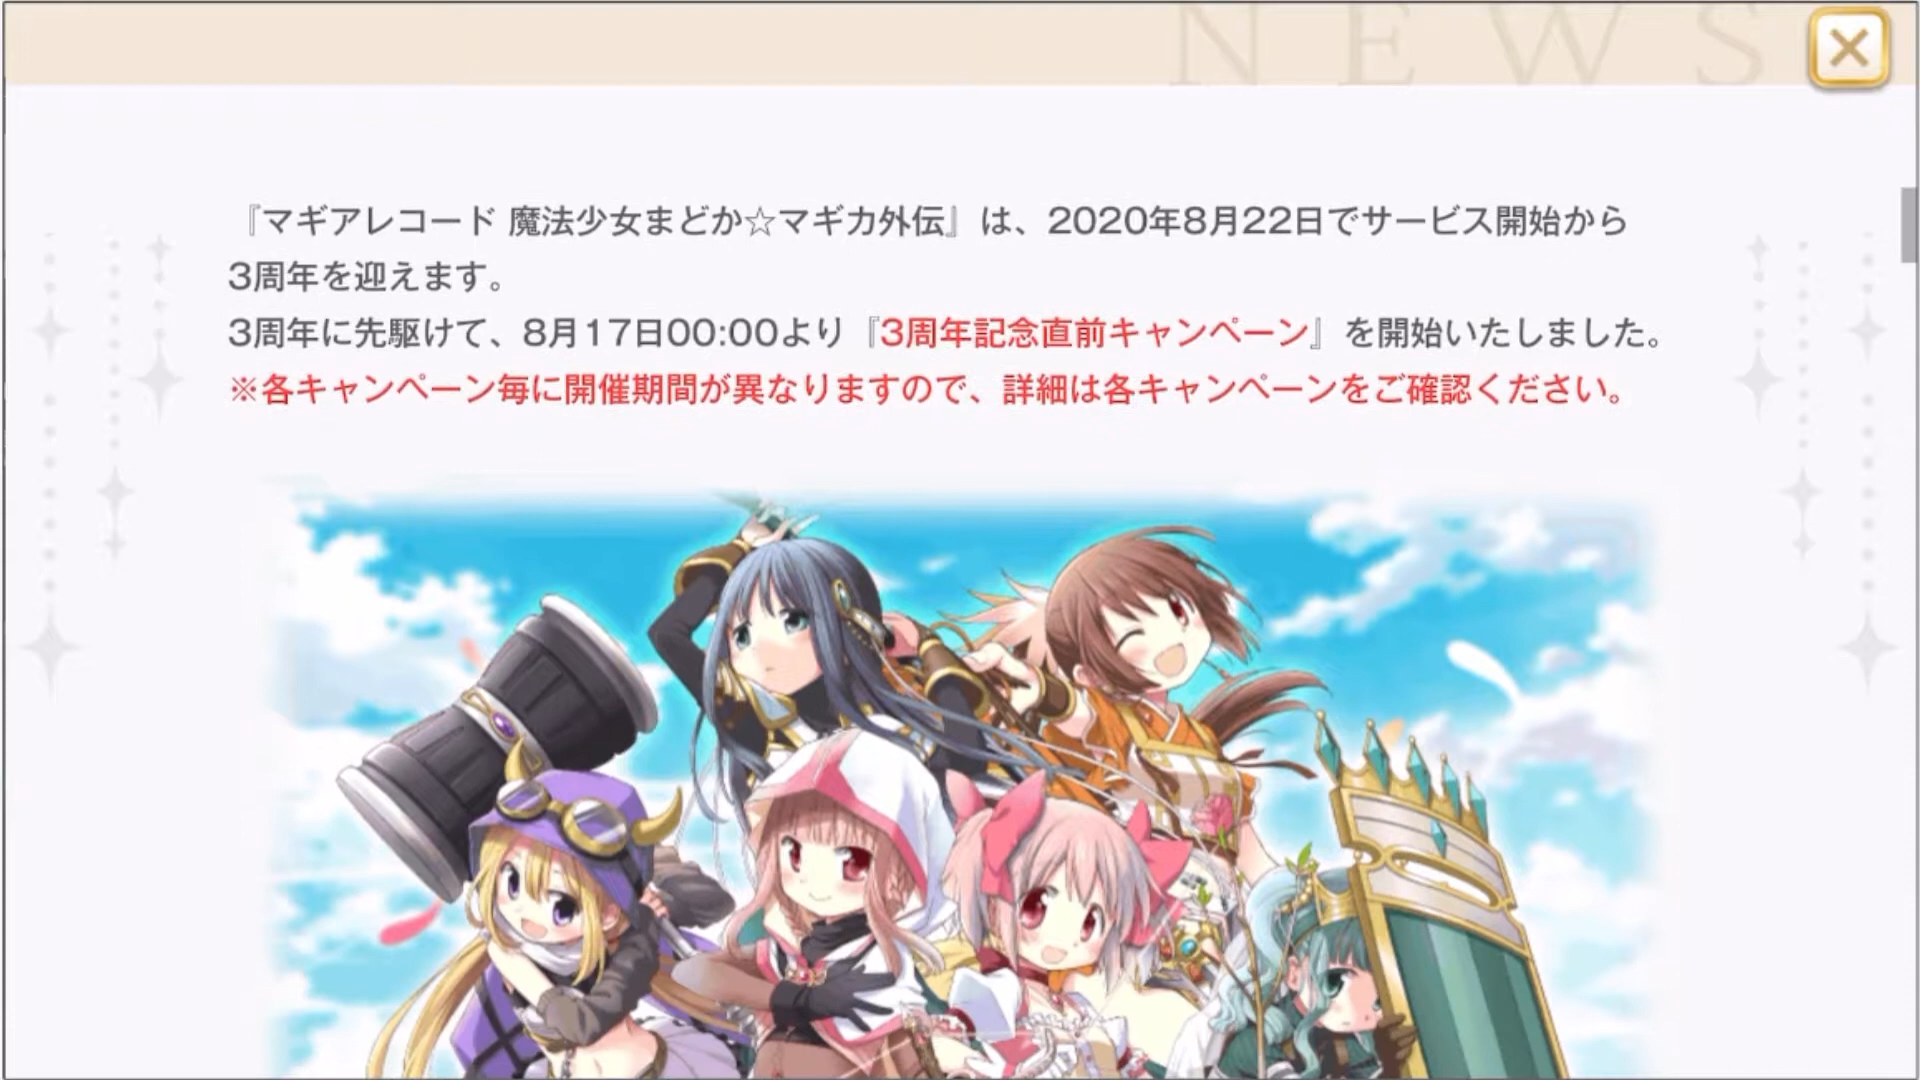 NEWS
『マギアレコード 魔法少女まどか☆マギカ外伝』は、2020年8月22日でサービス開始から
3周年を迎えます。
3周年に先駆けて、8月17日00:00より『3周年記念直前キャンペーン』を開始いたしました。
※各キャンペーン毎に開催期間が異なりますので、詳細は各キャンペーンをご確認ください。